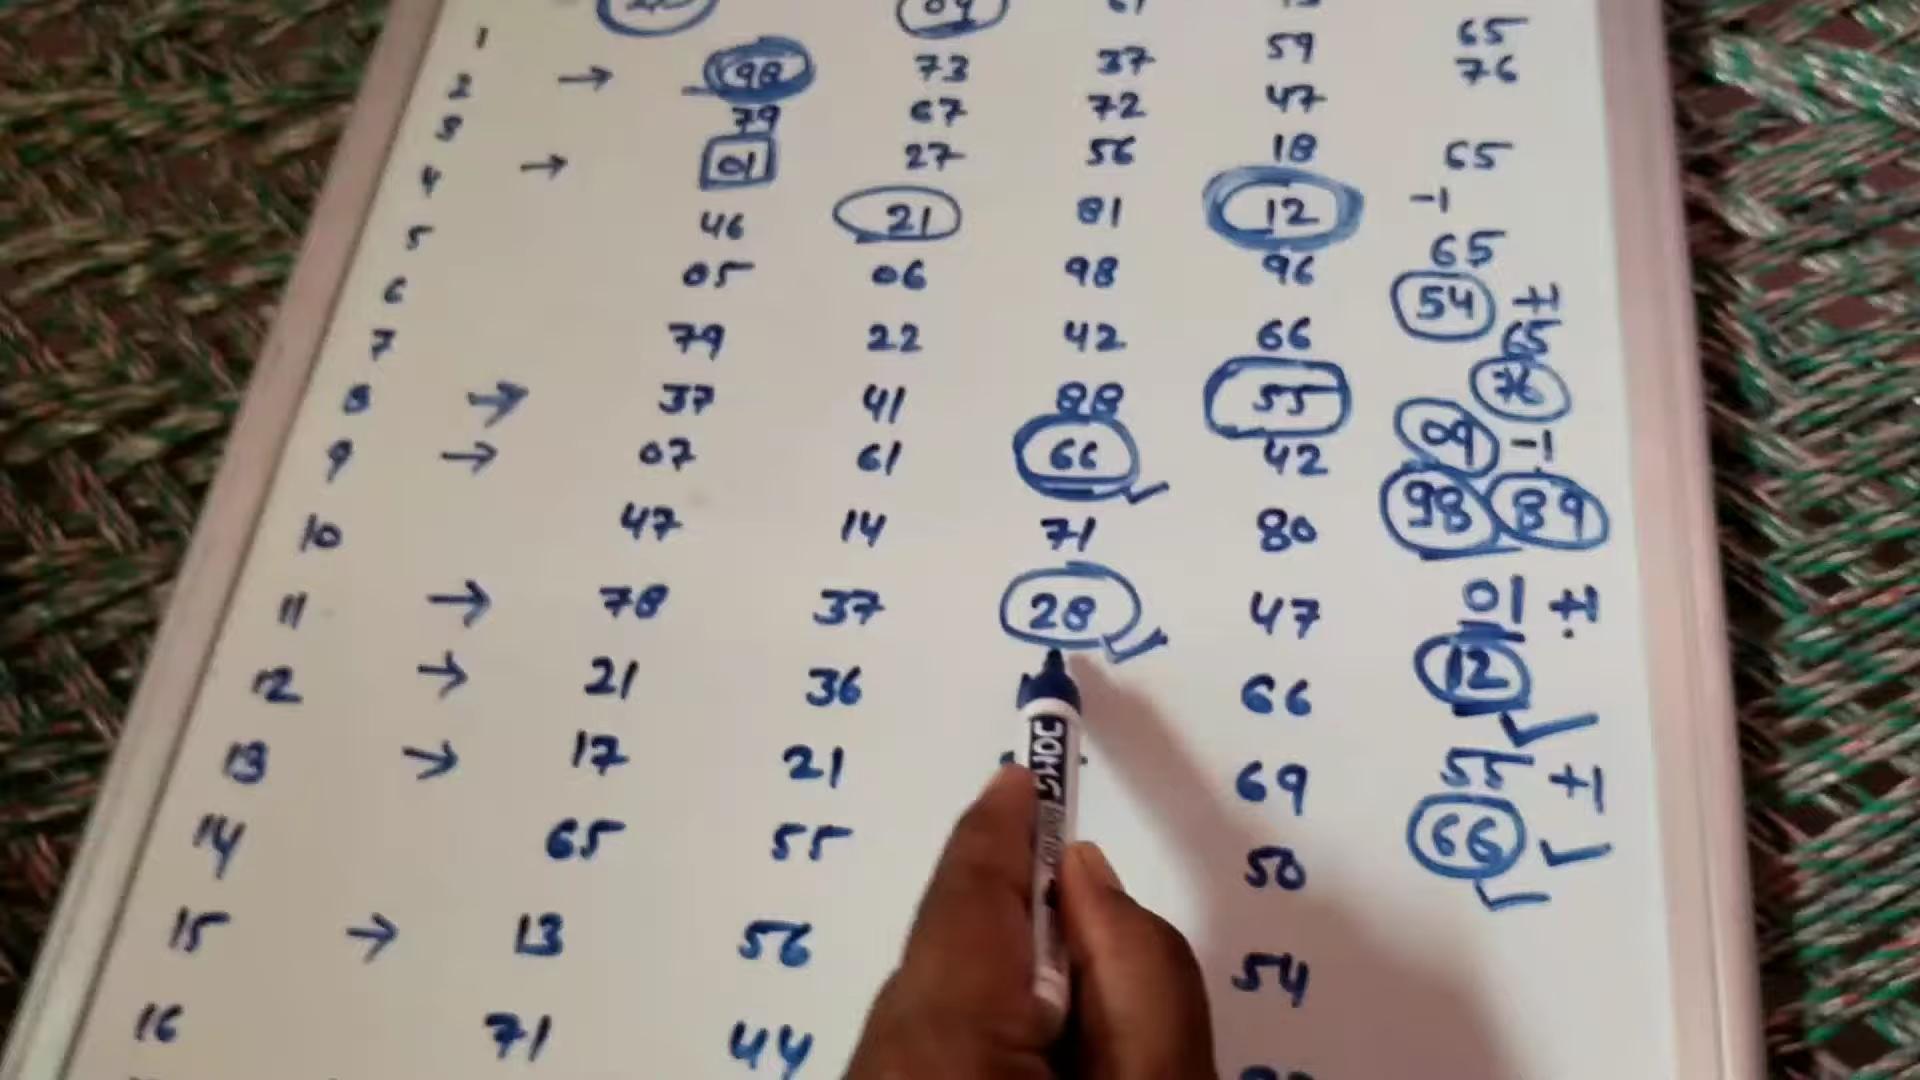 1 59 65
2 → 98 73 37 47 76
3 79 67 72 18 65
4 → 01 27 56 12 -1
5 46 21 81 96 65
6 05 06 98 66 54 ±
7 79 22 42 55 65
8 → 37 41 88 42 76
9 → 07 61 66 80 09 -1
10 47 14 71 47 98 89
11 → 78 37 28 66 01 ±
12 → 21 36 69 12
13 → 17 21 50 55 ±
14 65 55 54 66
15 → 13 56
16 71 44